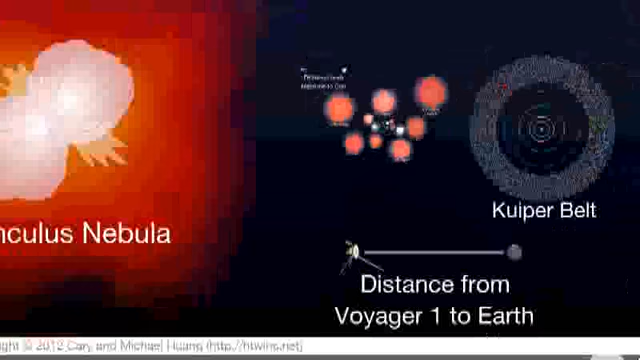 Kuiper Belt
nculus Nebula
Distance from
Voyager 1 to Earth
ght © 2012 Cary and Michael Huang (http://htwins.net)